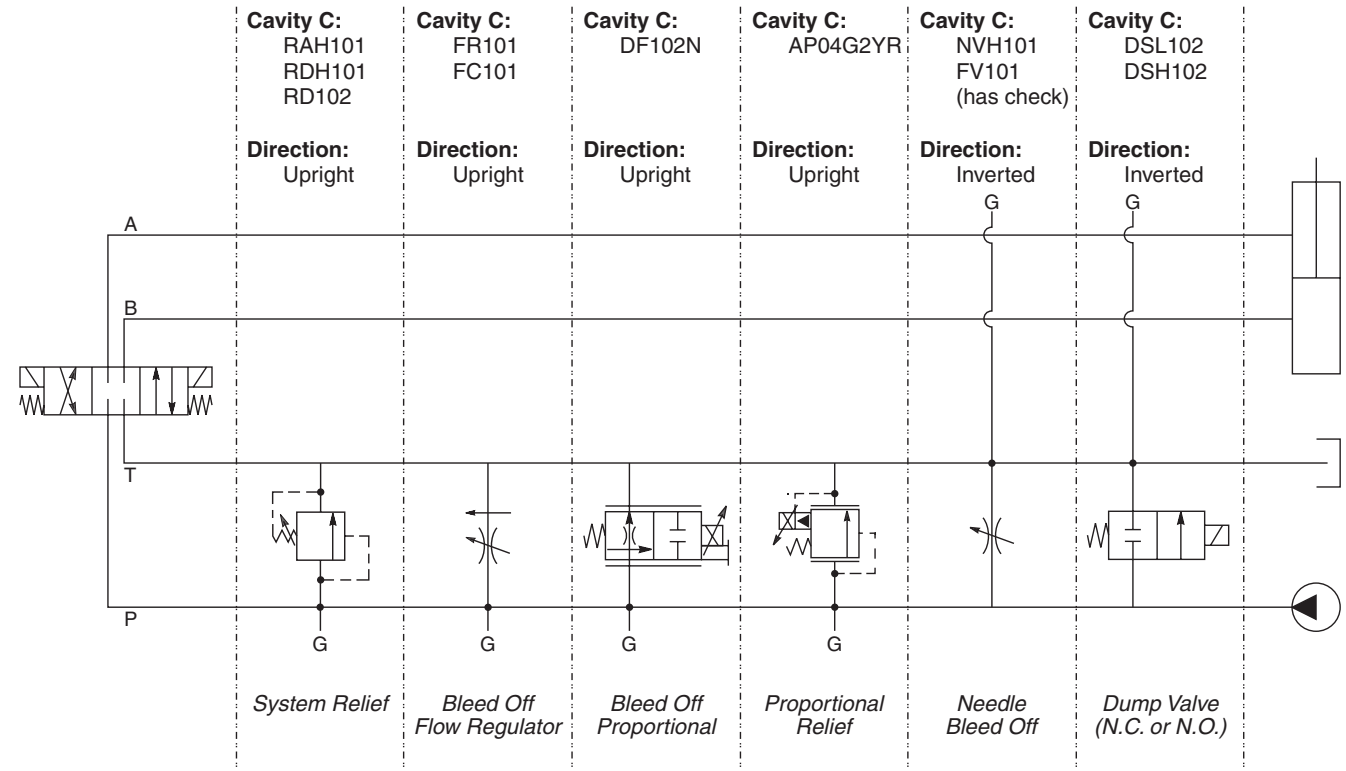 Cavity C:
RAH101
RDH101
RD102
Direction:
Upright
Cavity C:
FR101
FC101
Direction:
Upright
Cavity C:
DF102N
Direction:
Upright
Cavity C:
AP04G2YR
Direction:
Upright
Cavity C:
NVH101
FV101
(has check)
Direction:
Inverted
G
Cavity C:
DSL102
DSH102
Direction:
Inverted
G
A
B
T
P
G
G
G
G
System Relief
Bleed Off
Flow Regulator
Bleed Off
Proportional
Proportional
Relief
Needle
Bleed Off
Dump Valve
(N.C. or N.O.)